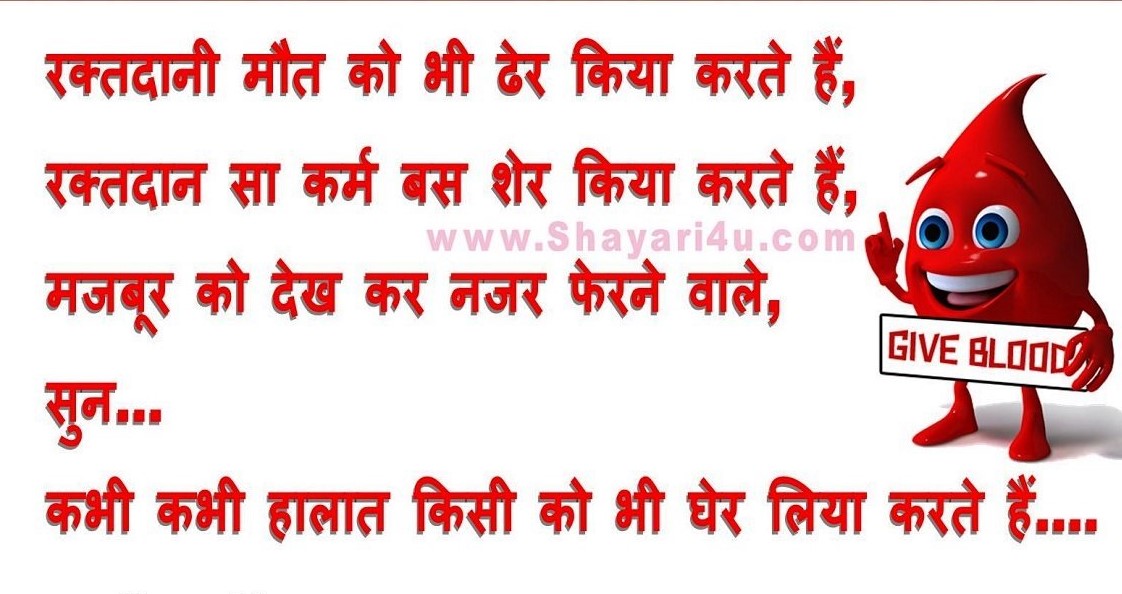 रक्तदानी मौत को भी ढेर किया करते हैं,
रक्तदान सा कर्म बस शेर किया करते हैं,
www.Shayari4u.com
मजबूर को देख कर नजर फेरने वाले,
GIVE BLOOD
सुन...
कभी कभी हालात किसी को भी घेर लिया करते हैं....